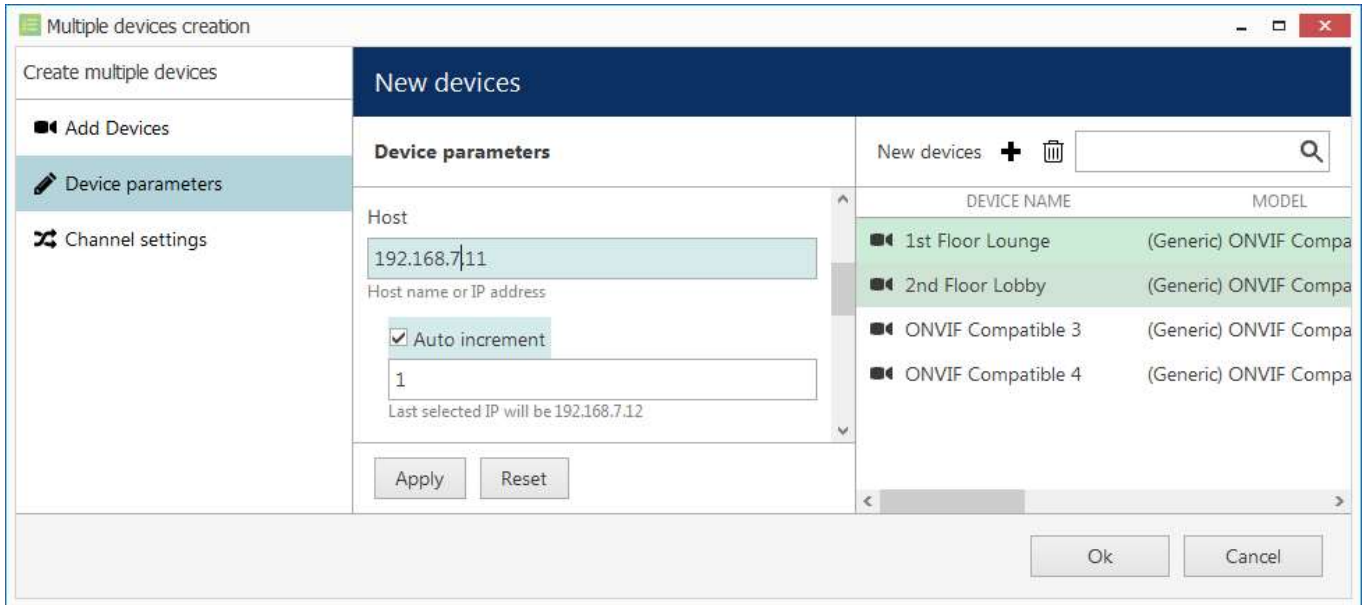 Multiple devices creation
Create multiple devices
Add Devices
Device parameters
Channel settings
New devices
Device parameters
Host
192.168.7.11
Host name or IP address
Auto increment
1
Last selected IP will be 192.168.7.12
Apply Reset
New devices
DEVICE NAME MODEL
1st Floor Lounge (Generic) ONVIF Compa
2nd Floor Lobby (Generic) ONVIF Compa
ONVIF Compatible 3 (Generic) ONVIF Compa
ONVIF Compatible 4 (Generic) ONVIF Compa
Ok Cancel